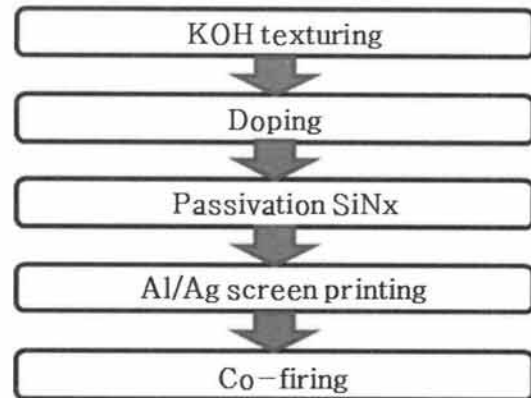 KOH texturing
Doping
Passivation SiNx
Al/Ag screen printing
Co-firing